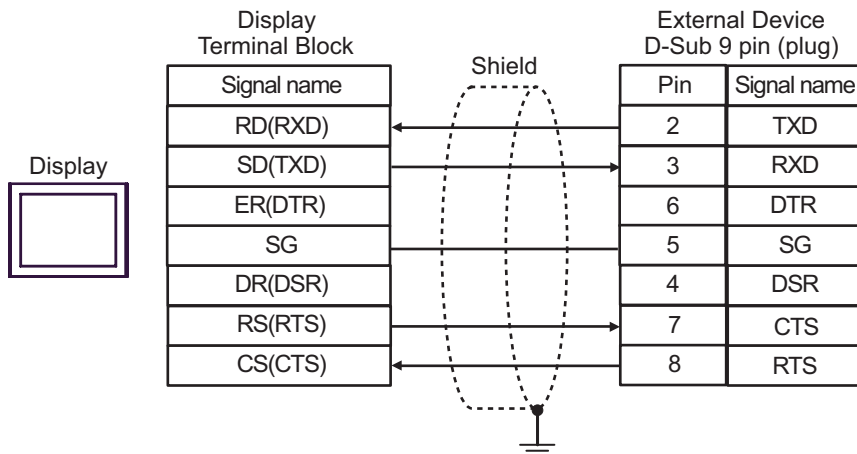 Display
Terminal Block
External Device
D-Sub 9 pin (plug)
Shield
Signal name
Pin Signal name
RD(RXD) 2 TXD
SD(TXD) 3 RXD
ER(DTR) 6 DTR
SG 5 SG
DR(DSR) 4 DSR
RS(RTS) 7 CTS
CS(CTS) 8 RTS
Display